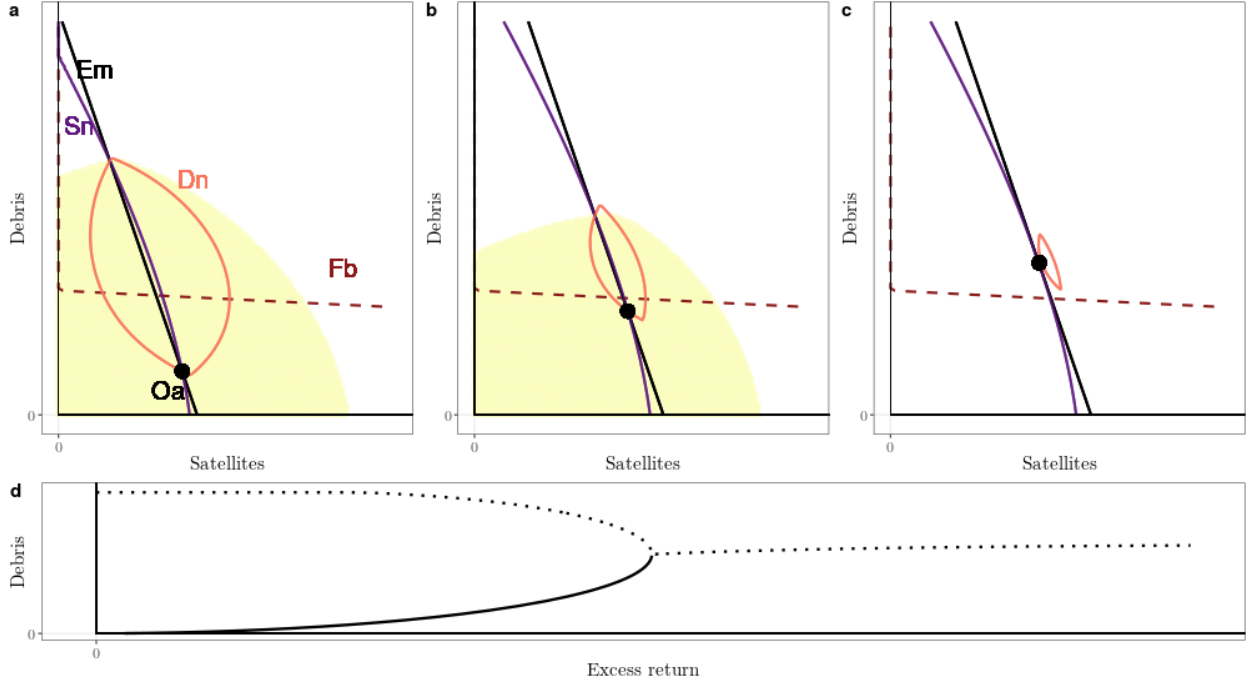 a
Em
Sn
Dn
Fb
Oa
Debris
0
0
Satellites
b
Debris
0
0
Satellites
c
Debris
0
0
Satellites
d
Debris
0
0
Excess return